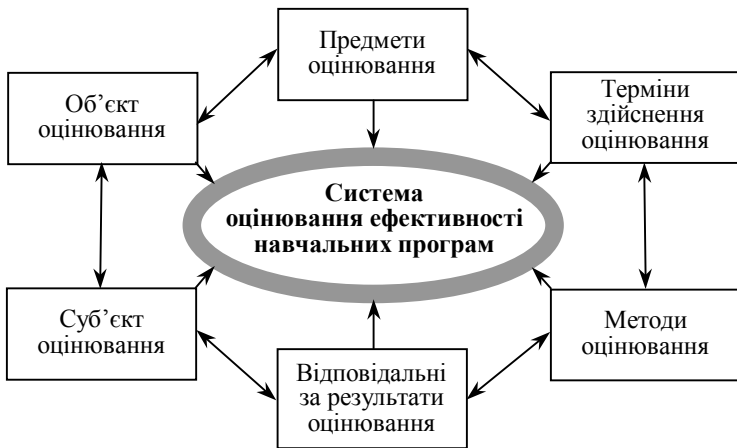 Предмети
оцінювання
Об’єкт
оцінювання
Терміни
здійснення
оцінювання
Система
оцінювання ефективності
навчальних програм
Суб’єкт
оцінювання
Методи
оцінювання
Відповідальні
за результати
оцінювання